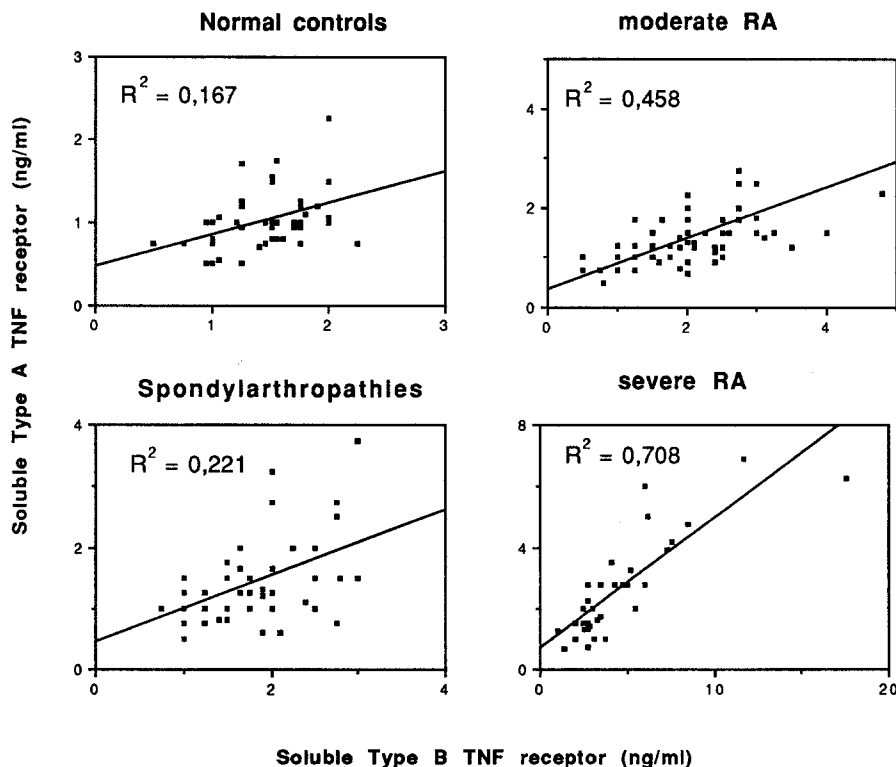 Normal controls
moderate RA
3
2
1
0
R² = 0,167
0 1 2 3
4
2
0
R² = 0,458
0 2 4
Soluble Type A TNF receptor (ng/ml)
Spondylarthropathies
severe RA
4
2
0
R² = 0,221
0 2 4
8
4
0
R² = 0,708
0 10 20
Soluble Type B TNF receptor (ng/ml)